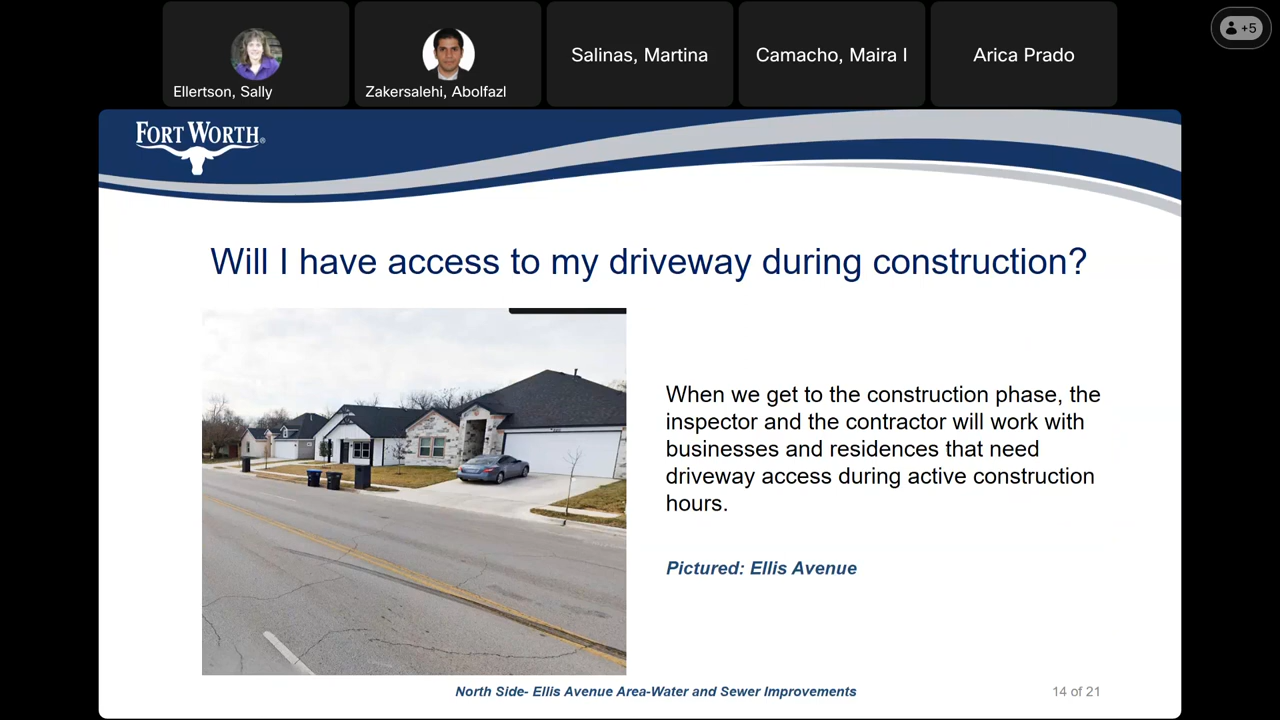 +5
Ellertson, Sally
Zakersalehi, Abolfazl
Salinas, Martina
Camacho, Maira I
Arica Prado
FORT WORTH®
Will I have access to my driveway during construction?
When we get to the construction phase, the
inspector and the contractor will work with
businesses and residences that need
driveway access during active construction
hours.
Pictured: Ellis Avenue
North Side- Ellis Avenue Area-Water and Sewer Improvements
14 of 21